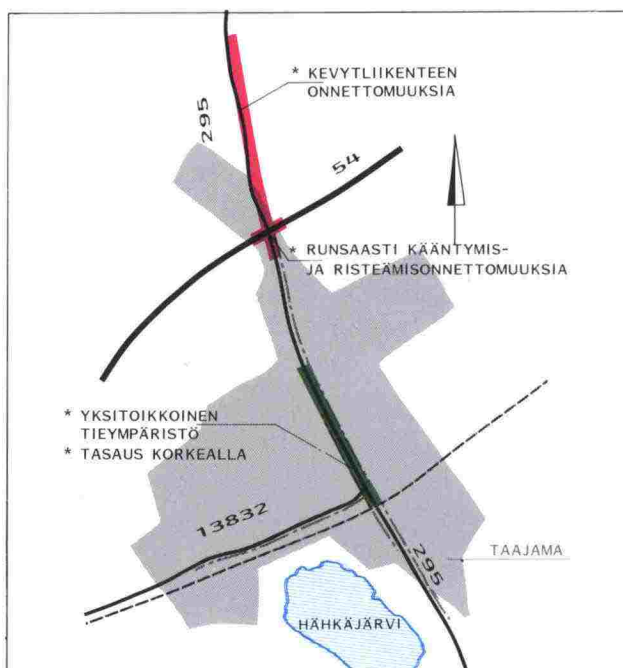 * KEVYTLIIKENTEEN
ONNETTOMUUKSIA
295
54
* RUNSAASTI KÄÄNTYMIS-
JA RISTEÄMISONNETTOMUUKSIA
* YKSITOIKKOINEN
TIEYMPÄRISTÖ
* TASAUS KORKEALLA
13832
295
TAAJAMA
HÄHKÄJÄRVI